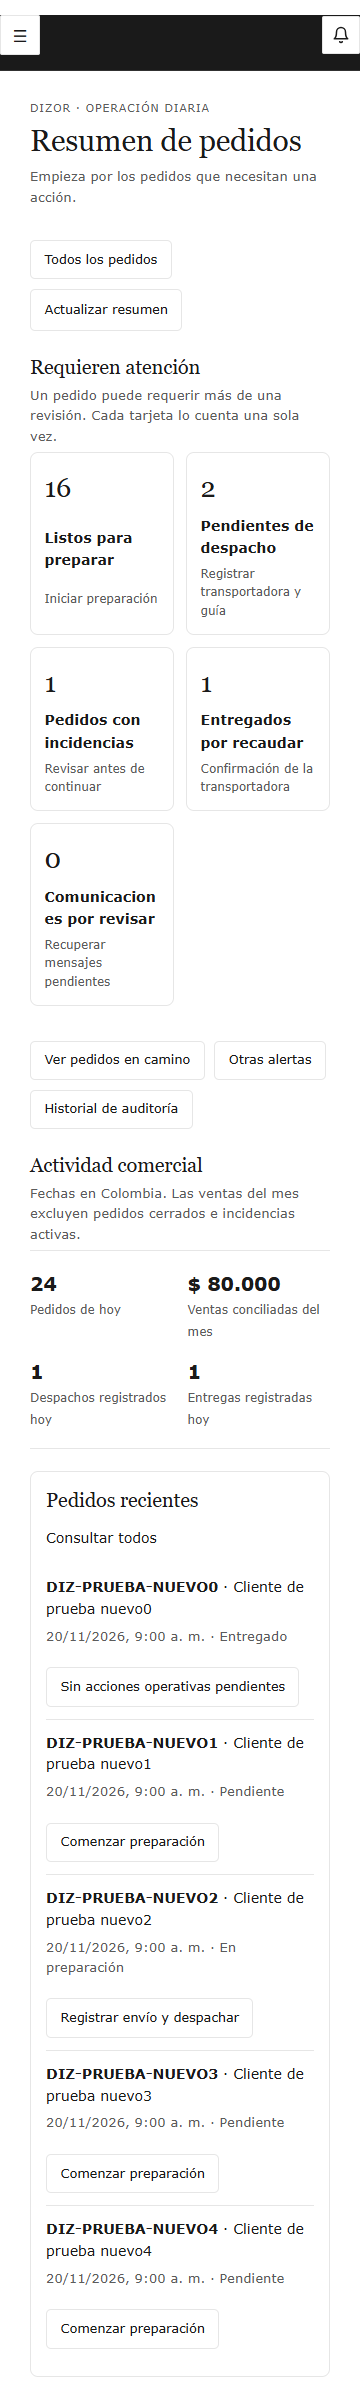 ☰
DIZOR · OPERACIÓN DIARIA
Resumen de pedidos
Empieza por los pedidos que necesitan una
acción.
Todos los pedidos
Actualizar resumen
Requieren atención
Un pedido puede requerir más de una
revisión. Cada tarjeta lo cuenta una sola
vez.
16
Listos para
preparar
Iniciar preparación
2
Pendientes de
despacho
Registrar
transportadora y
guía
1
Pedidos con
incidencias
Revisar antes de
continuar
1
Entregados
por recaudar
Confirmación de la
transportadora
0
Comunicacion
es por revisar
Recuperar
mensajes
pendientes
Ver pedidos en camino
Otras alertas
Historial de auditoría
Actividad comercial
Fechas en Colombia. Las ventas del mes
excluyen pedidos cerrados e incidencias
activas.
24
Pedidos de hoy
$ 80.000
Ventas conciliadas del
mes
1
Despachos registrados
hoy
1
Entregas registradas
hoy
Pedidos recientes
Consultar todos
DIZ-PRUEBA-NUEVO0 · Cliente de
prueba nuevo0
20/11/2026, 9:00 a. m. · Entregado
Sin acciones operativas pendientes
DIZ-PRUEBA-NUEVO1 · Cliente de
prueba nuevo1
20/11/2026, 9:00 a. m. · Pendiente
Comenzar preparación
DIZ-PRUEBA-NUEVO2 · Cliente de
prueba nuevo2
20/11/2026, 9:00 a. m. · En
preparación
Registrar envío y despachar
DIZ-PRUEBA-NUEVO3 · Cliente de
prueba nuevo3
20/11/2026, 9:00 a. m. · Pendiente
Comenzar preparación
DIZ-PRUEBA-NUEVO4 · Cliente de
prueba nuevo4
20/11/2026, 9:00 a. m. · Pendiente
Comenzar preparación